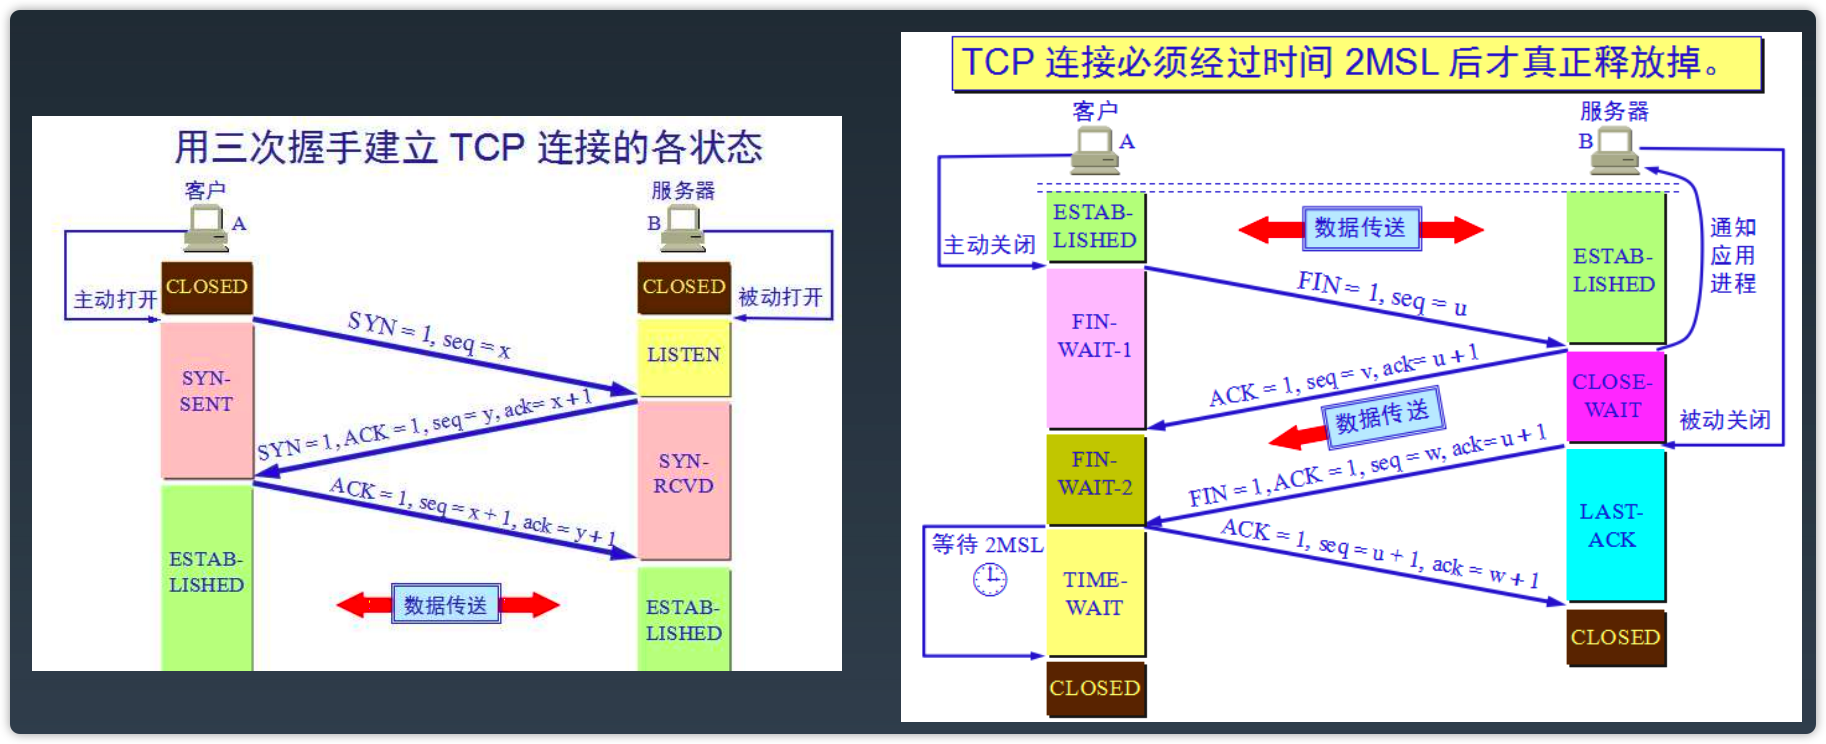 用三次握手建立 TCP 连接的各状态
客户
服务器
A
B
CLOSED
CLOSED
主动打开
被动打开
SYN = 1, seq = x
LISTEN
SYN-
SENT
SYN = 1, ACK = 1, seq = y, ack= x + 1
SYN-
RCVD
ACK = 1, seq = x + 1, ack = y + 1
ESTAB-
LISHED
数据传送
ESTAB-
LISHED
TCP 连接必须经过时间 2MSL 后才真正释放掉。
客户
服务器
A
B
ESTAB-
LISHED
数据传送
主动关闭
通知
应用
进程
ESTAB-
LISHED
FIN = 1, seq = u
FIN-
WAIT-1
ACK = 1, seq = v, ack= u + 1
CLOSE-
WAIT
数据传送
被动关闭
FIN-
WAIT-2
FIN = 1, ACK = 1, seq = w, ack= u + 1
LAST-
ACK
ACK = 1, seq = u + 1, ack = w + 1
等待 2MSL
TIME-
WAIT
CLOSED
CLOSED